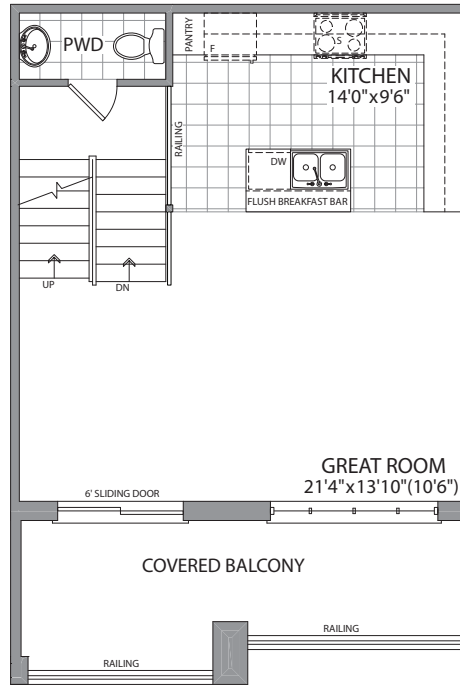 PWD
PANTRY
F
S
KITCHEN
14'0"x9'6"
RAILING
DW
FLUSH BREAKFAST BAR
UP
DN
GREAT ROOM
21'4"x13'10"(10'6")
6' SLIDING DOOR
COVERED BALCONY
RAILING
RAILING